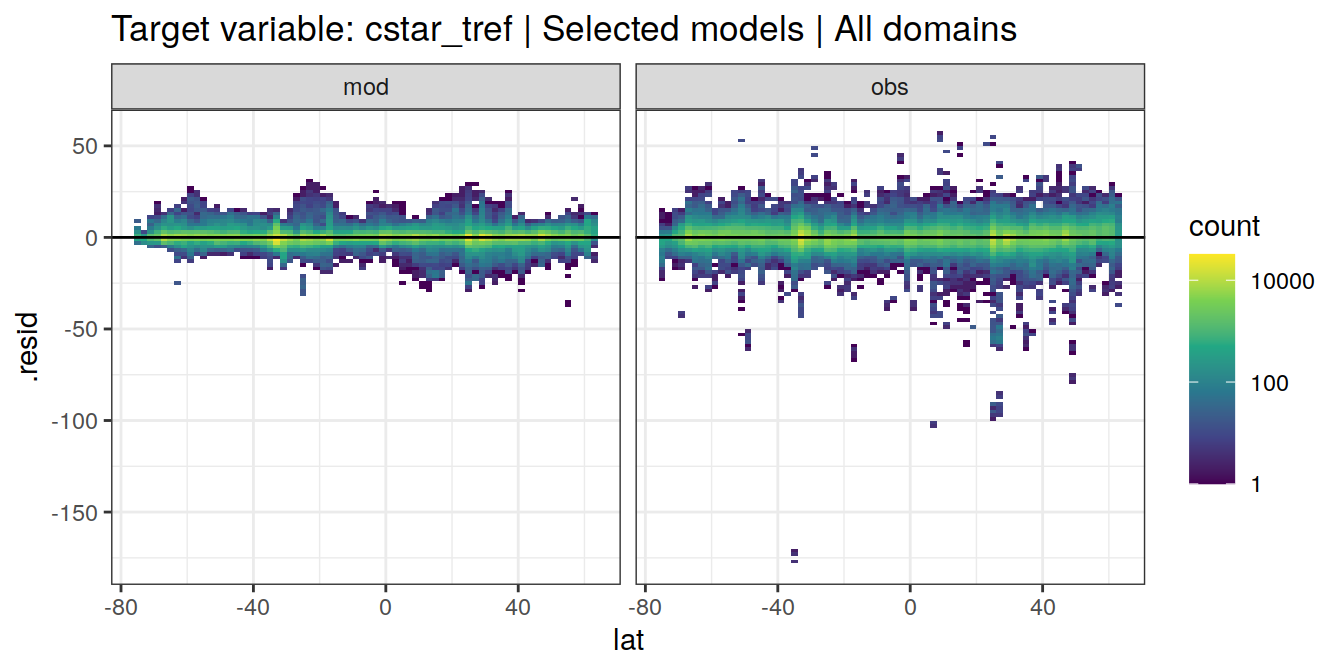 Target variable: cstar_tref | Selected models | All domains
mod
obs
50
0
-50
-100
-150
.resid
-80
-40
0
40
-80
-40
0
40
lat
count
10000
100
1